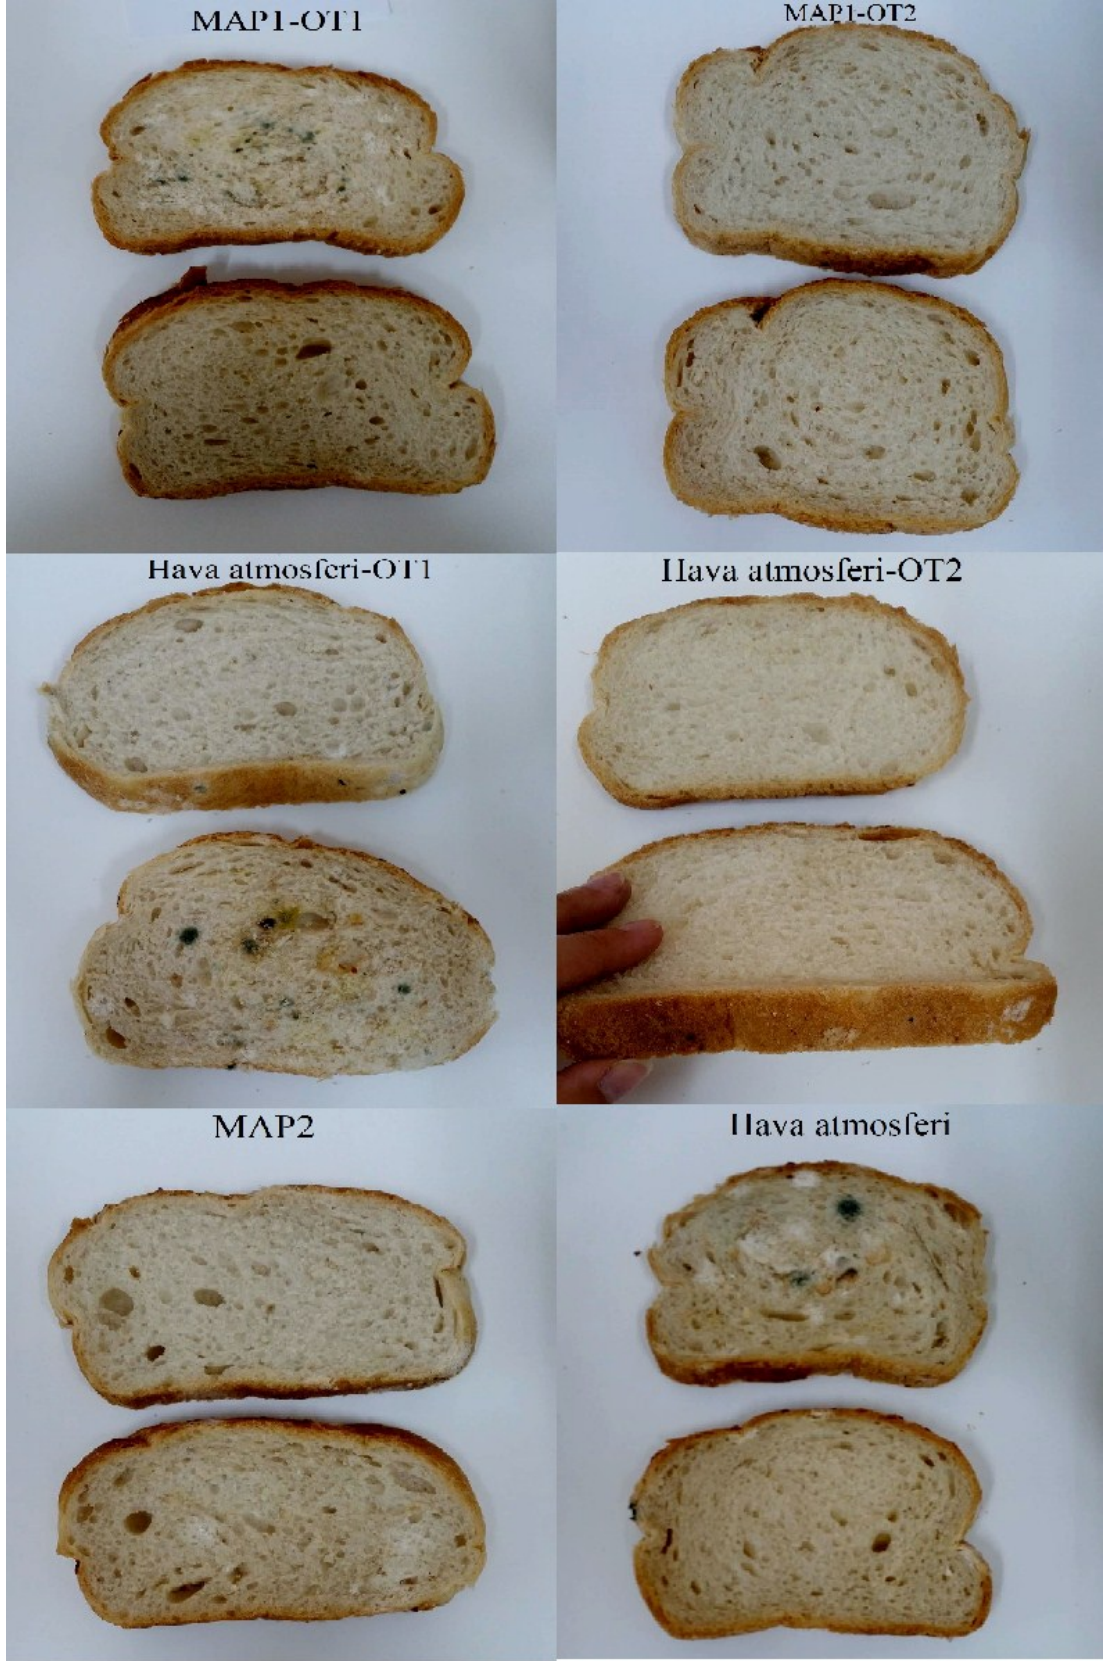 MAP1-OT1
MAP1-OT2
Hava atmosferi-OT1
Hava atmosferi-OT2
MAP2
Hava atmosferi